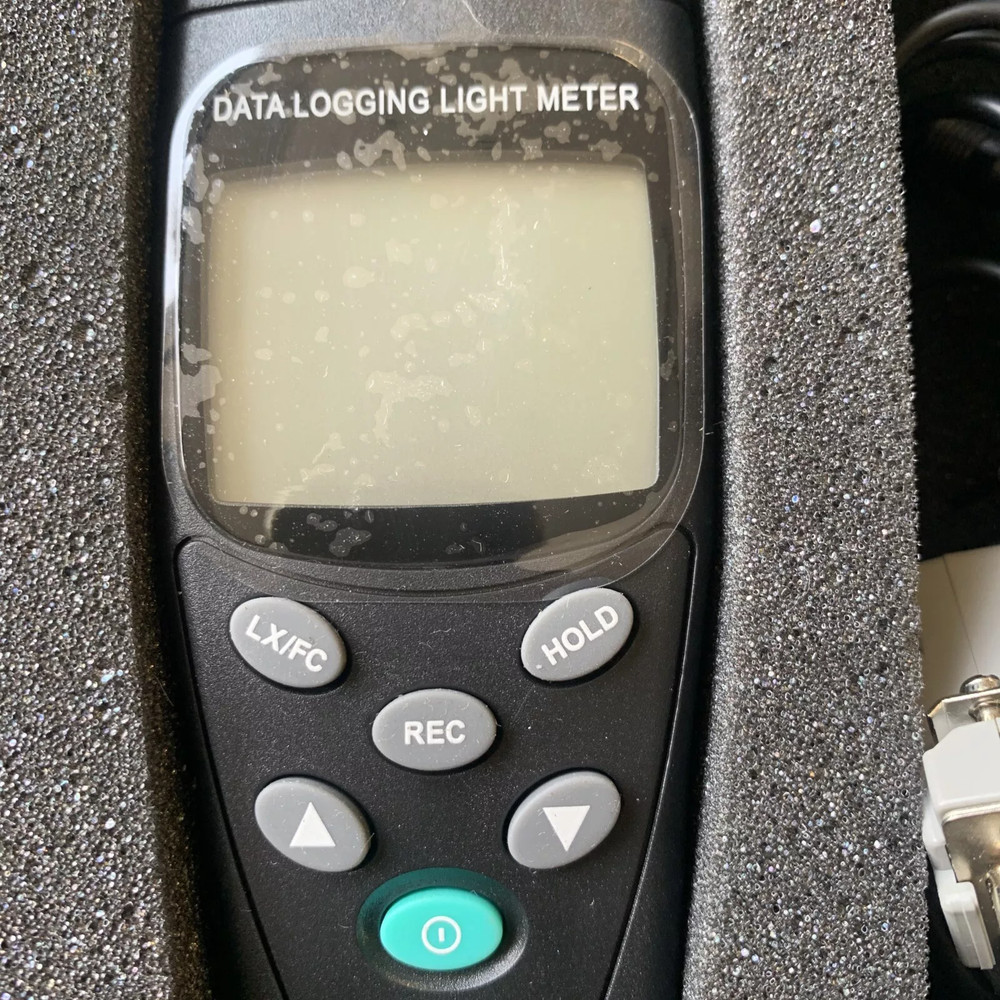 DATA LOGGING LIGHT METER
LX/FC
HOLD
REC